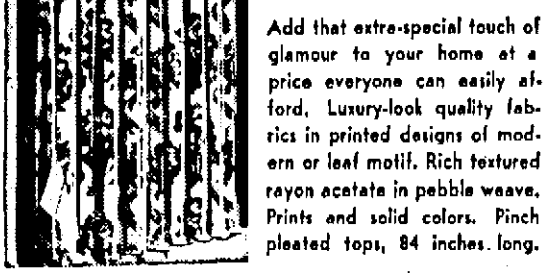 Add that extra-special touch of
glamour to your home at a
price everyone can easily af-
ford. Luxury-look quality fab-
rics in printed designs of mod-
ern or leaf motif. Rich textured
rayon acetate in pebble weave.
Prints and solid colors. Pinch
pleated tops, 84 inches long.